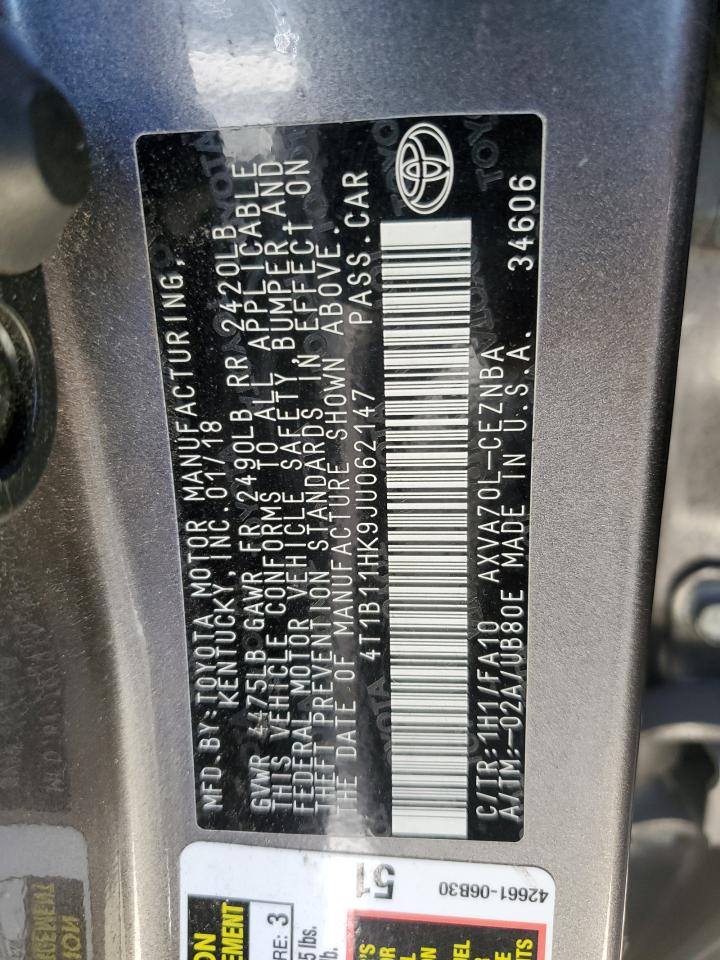 MFD. BY: TOYOTA MOTOR MANUFACTURING,
KENTUCKY, INC. 01/18
GVWR 4475LB GAWR FR 2490LB RR 2420LB
THIS VEHICLE CONFORMS TO ALL APPLICABLE
FEDERAL MOTOR VEHICLE SAFETY, BUMPER, AND
THEFT PREVENTION STANDARDS IN EFFECT ON
THE DATE OF MANUFACTURE SHOWN ABOVE.
4T1B11HK9JU062147 PASS.CAR
C/TR:1H1/FA10 AXVA70L-CEZNBA
A/TM:-02A/UB80E MADE IN U.S.A. 34606
51
42661-06B30
3
lbs.